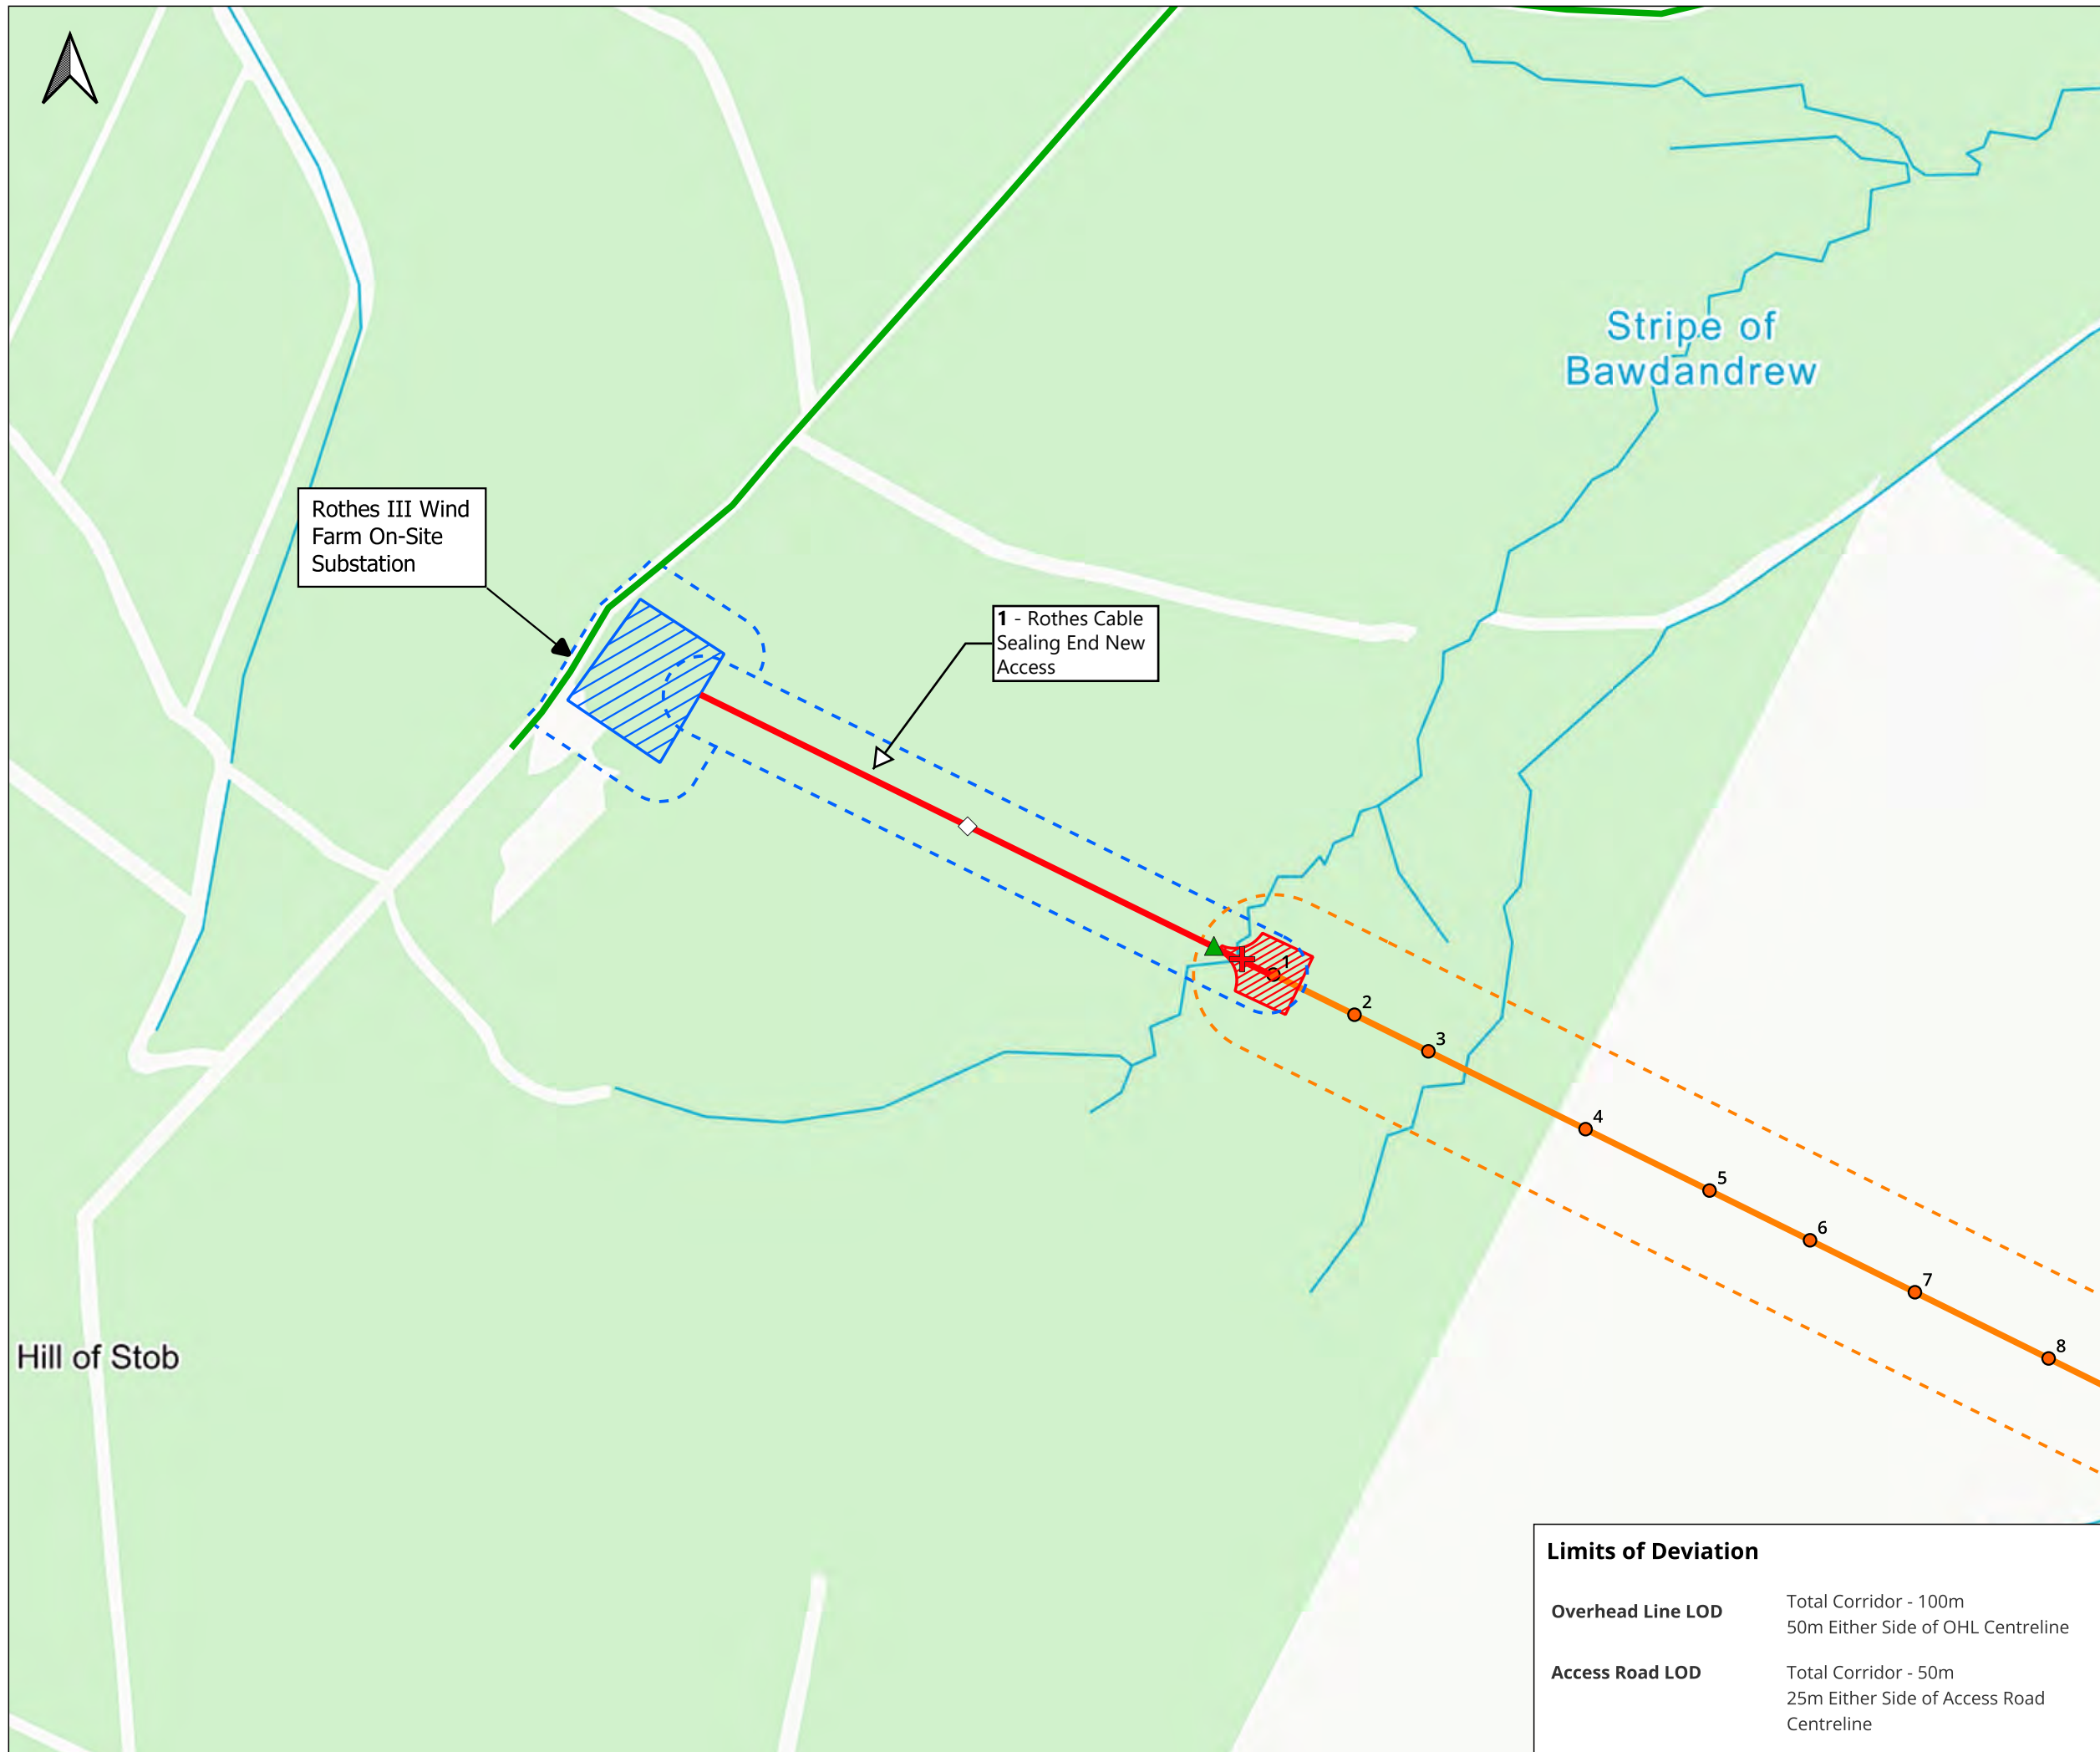 Stripe of
Bawdandrew
Rothes III Wind
Farm On-Site
Substation
1 - Rothes Cable
Sealing End New
Access
1
2
3
4
5
6
7
8
Hill of Stob
Limits of Deviation
Overhead Line LOD
Total Corridor - 100m
50m Either Side of OHL Centreline
Access Road LOD
Total Corridor - 50m
25m Either Side of Access Road
Centreline